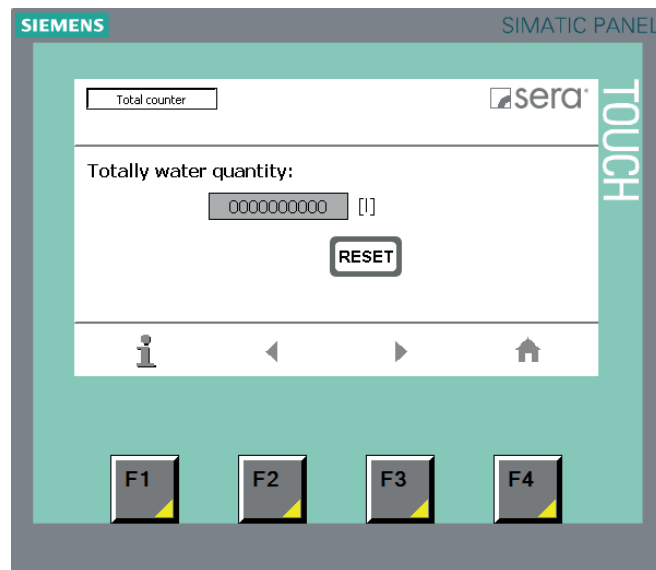 SIEMENS
SIMATIC PANEL
Total counter
sera
TOUCH
Totally water quantity:
0000000000 [l]
RESET
F1 F2 F3 F4